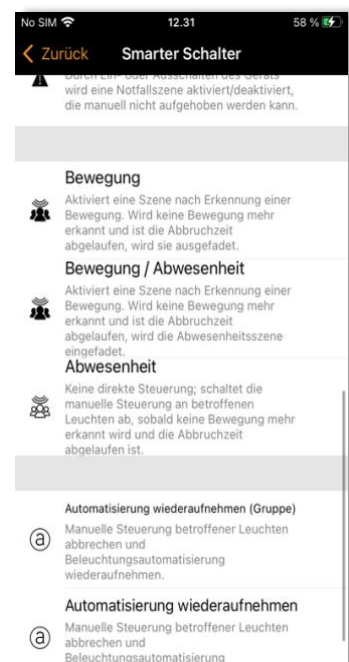 No SIM 12.31 58 %
Zurück Smarter Schalter
Durch Ein- oder Ausschalten des Geräts
wird eine Notfallszene aktiviert/deaktiviert,
die manuell nicht aufgehoben werden kann.
Bewegung
Aktiviert eine Szene nach Erkennung einer
Bewegung. Wird keine Bewegung mehr
erkannt und ist die Abbruchzeit
abgelaufen, wird sie ausgefadet.
Bewegung / Abwesenheit
Aktiviert eine Szene nach Erkennung einer
Bewegung. Wird keine Bewegung mehr
erkannt und ist die Abbruchzeit
abgelaufen, wird die Abwesenheitsszene
eingefadet.
Abwesenheit
Keine direkte Steuerung; schaltet die
manuelle Steuerung an betroffenen
Leuchten ab, sobald keine Bewegung mehr
erkannt wird und die Abbruchzeit
abgelaufen ist.
Automatisierung wiederaufnehmen (Gruppe)
a
Manuelle Steuerung betroffener Leuchten
abbrechen und
Beleuchtungsautomatisierung
wiederaufnehmen.
Automatisierung wiederaufnehmen
a
Manuelle Steuerung betroffener Leuchten
abbrechen und
Beleuchtungsautomatisierung